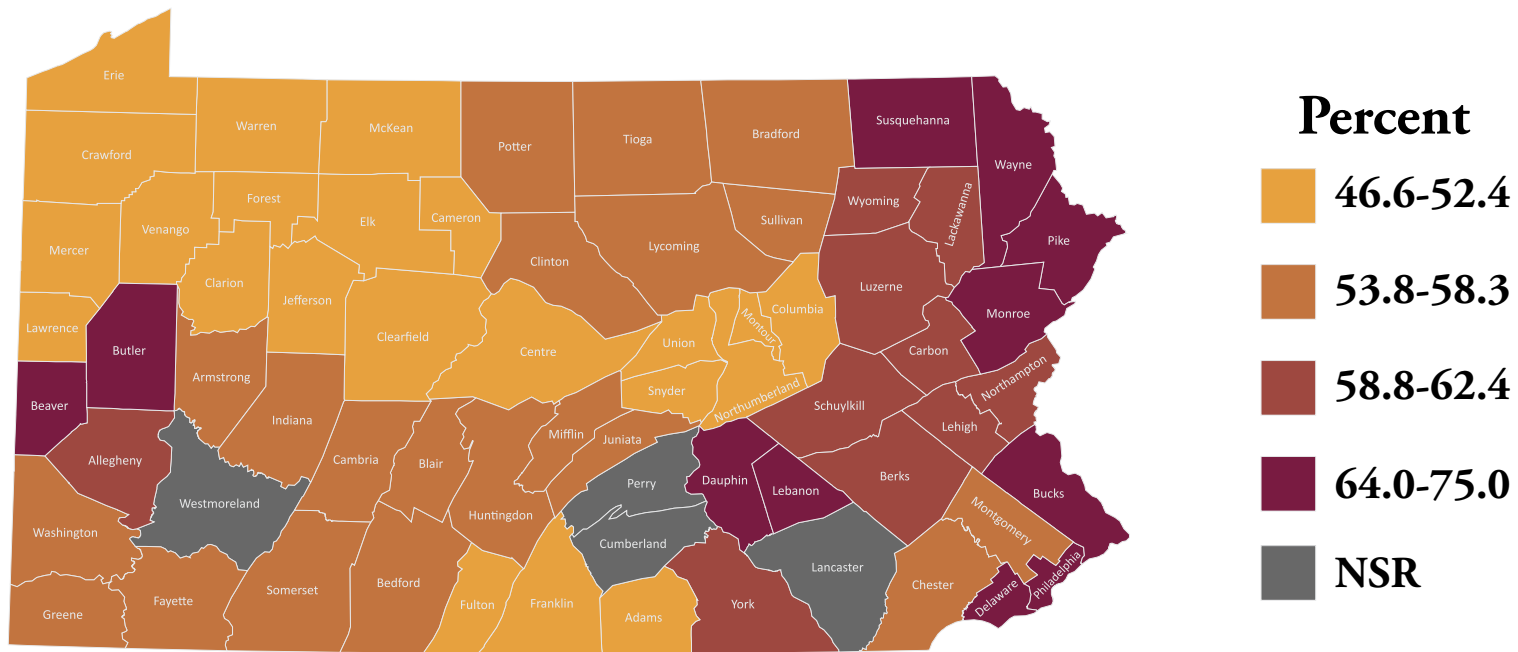 Erie
Percent
Warren
McKean
Susquehanna
Potter
Tioga
Bradford
Crawford
Wayne
46.6-52.4
Forest
Wyoming
Lackawanna
Elk
Cameron
Sullivan
Venango
Mercer
Lycoming
Pike
Clinton
Clarion
Luzerne
53.8-58.3
Jefferson
Columbia
Monroe
Lawrence
Montour
Clearfield
Union
Butler
Centre
Carbon
Armstrong
Northampton
58.8-62.4
Snyder
Northumberland
Beaver
Schuylkill
Indiana
Lehigh
Mifflin
Juniata
Allegheny
Cambria
Blair
Berks
Perry
Dauphin
Lebanon
Bucks
64.0-75.0
Westmoreland
Huntingdon
Montgomery
Washington
Cumberland
Lancaster
NSR
Bedford
Chester
Philadelphia
Somerset
Delaware
Fayette
Fulton
Franklin
York
Greene
Adams